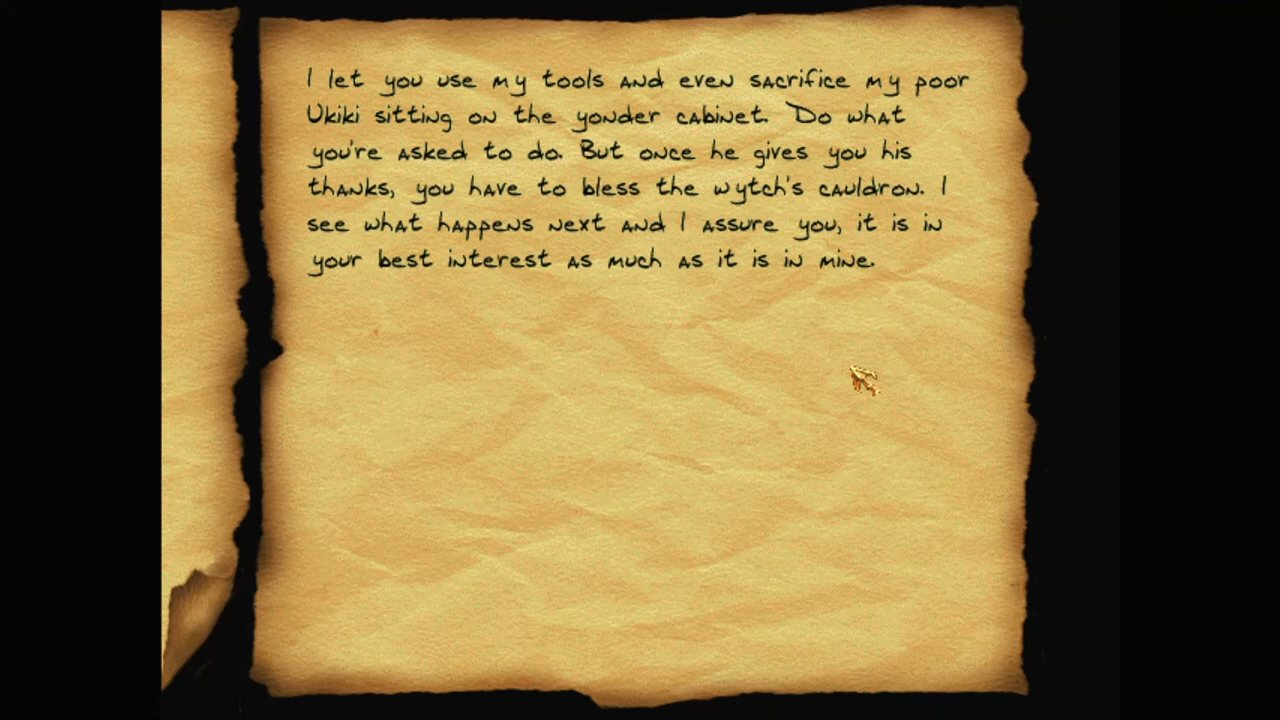 I let you use my tools and even sacrifice my poor
Ukiki sitting on the yonder cabinet. Do what
you're asked to do. But once he gives you his
thanks, you have to bless the wytch's cauldron. I
see what happens next and I assure you, it is in
your best interest as much as it is in mine.